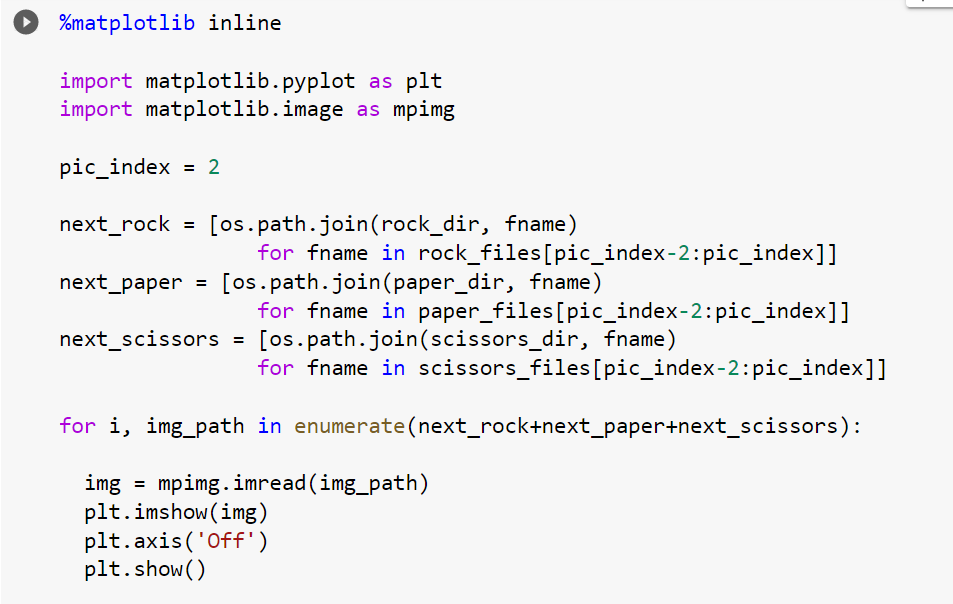 %matplotlib inline
import matplotlib.pyplot as plt
import matplotlib.image as mpimg
pic_index = 2
next_rock = [os.path.join(rock_dir, fname)
                for fname in rock_files[pic_index-2:pic_index]]
next_paper = [os.path.join(paper_dir, fname)
                for fname in paper_files[pic_index-2:pic_index]]
next_scissors = [os.path.join(scissors_dir, fname)
                for fname in scissors_files[pic_index-2:pic_index]]
for i, img_path in enumerate(next_rock+next_paper+next_scissors):
  img = mpimg.imread(img_path)
  plt.imshow(img)
  plt.axis('Off')
  plt.show()